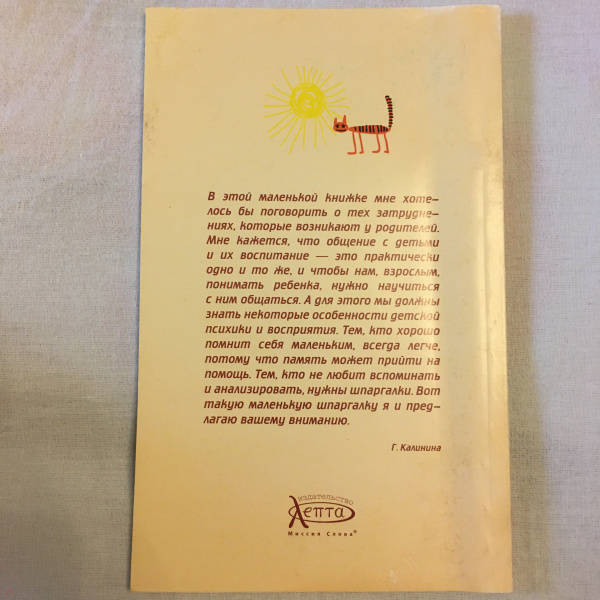 В этой маленькой книжке мне хоте–
лось бы поговорить о тех затрудне–
ниях, которые возникают у родителей.
Мне кажется, что общение с детьми
и их воспитание — это практически
одно и то же, и чтобы нам, взрослым,
понимать ребенка, нужно научиться
с ним общаться. А для этого мы должны
знать некоторые особенности детской
психики и восприятия. Тем, кто хорошо
помнит себя маленьким, всегда легче,
потому что память может прийти на
помощь. Тем, кто не любит вспоминать
и анализировать, нужны шпаргалки. Вот
такую маленькую шпаргалку я и пред–
лагаю вашему вниманию.
Г. Калинина
издательство
Лепта
Миссия Слова®